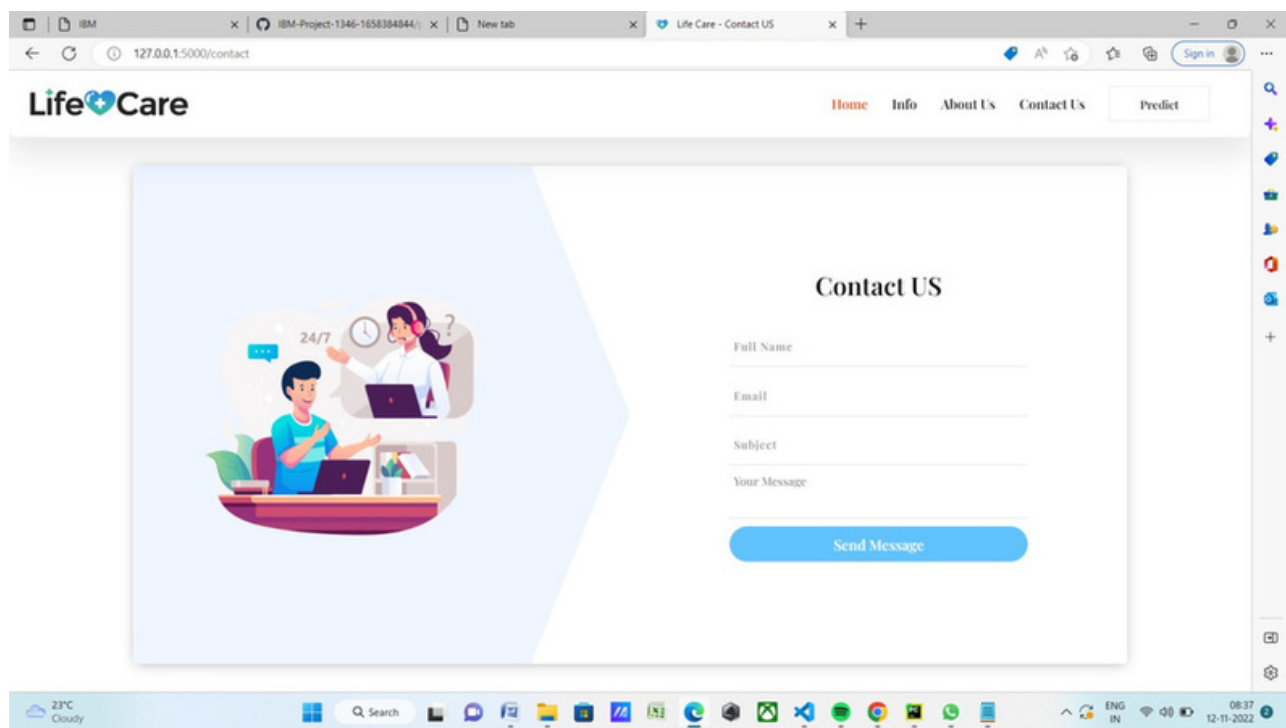 IBM
IBM-Project-1346-1658384844/
New tab
Life Care - Contact US
127.0.0.1:5000/contact
Sign in
Life Care
Home Info About Us Contact Us Predict
24/7
?
Contact US
Full Name
Email
Subject
Your Message
Send Message
23°C
Cloudy
Search
ENG
IN
08:37
12-11-2022